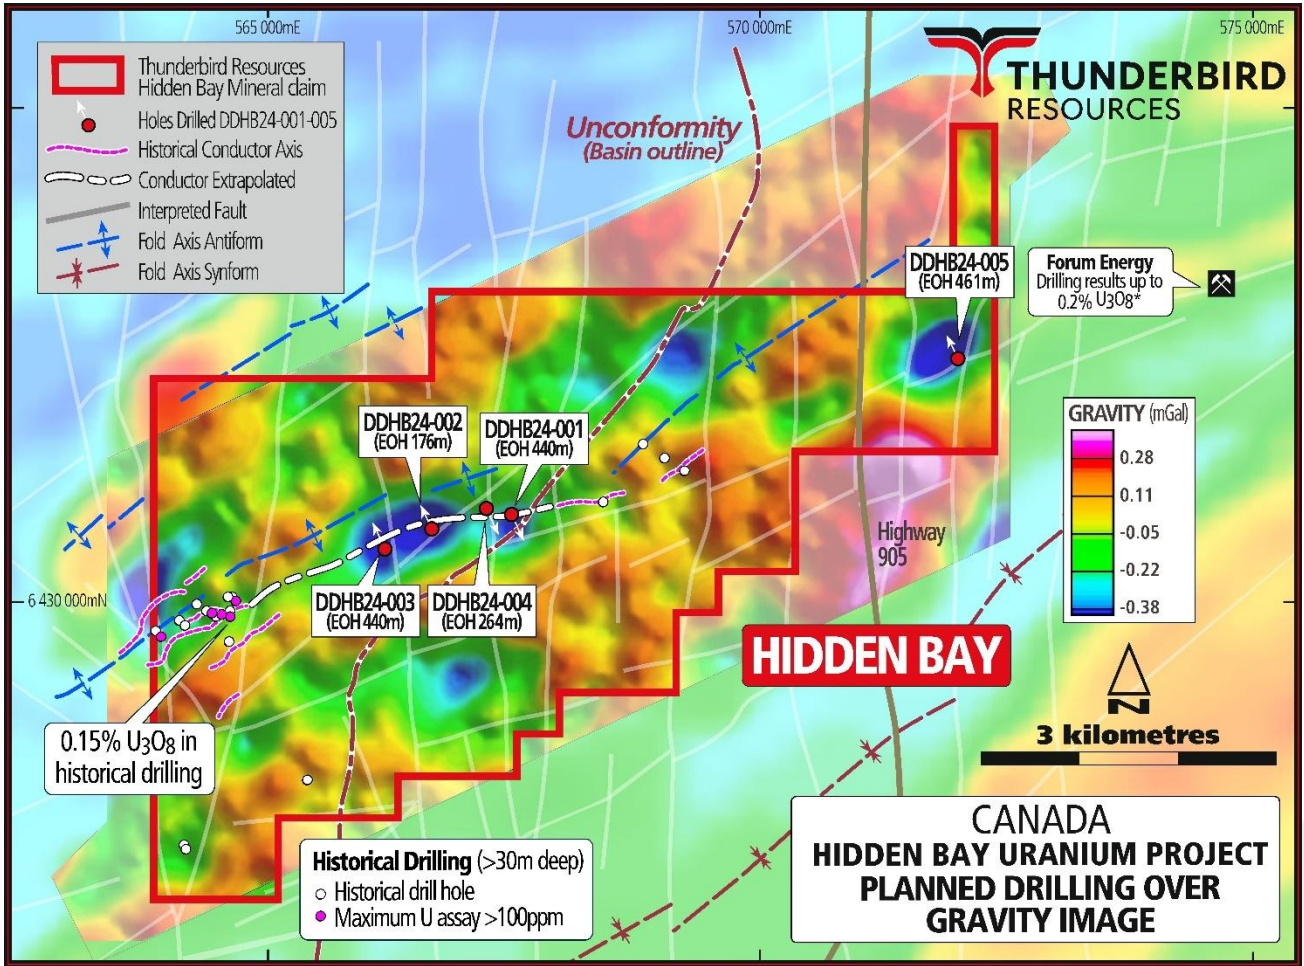 565 000mE
570 000mE
575 000mE
THUNDERBIRD
RESOURCES
Thunderbird Resources
Hidden Bay Mineral claim
Holes Drilled DDHB24-001-005
Historical Conductor Axis
Conductor Extrapolated
Interpreted Fault
Fold Axis Antiform
Fold Axis Synform
Unconformity
(Basin outline)
DDHB24-005
(EOH 461m)
Forum Energy
Drilling results up to
0.2% U3O8*
DDHB24-002
(EOH 176m)
DDHB24-001
(EOH 440m)
GRAVITY (mGal)
0.28
0.11
-0.05
-0.22
-0.38
Highway
905
6 430 000mN
DDHB24-003
(EOH 440m)
DDHB24-004
(EOH 264m)
HIDDEN BAY
N
3 kilometres
0.15% U3O8 in
historical drilling
Historical Drilling (>30m deep)
Historical drill hole
Maximum U assay >100ppm
CANADA
HIDDEN BAY URANIUM PROJECT
PLANNED DRILLING OVER
GRAVITY IMAGE